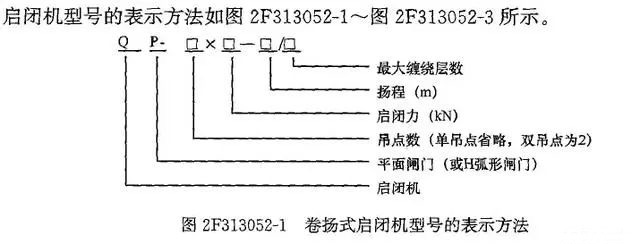 启闭机型号的表示方法如图 2F313052-1～图 2F313052-3 所示。
Q P- □×□-□/□
最大缠绕层数
扬程（m）
启闭力（kN）
吊点数（单吊点省略，双吊点为2）
平面闸门（或H弧形闸门）
启闭机
图 2F313052-1 卷扬式启闭机型号的表示方法